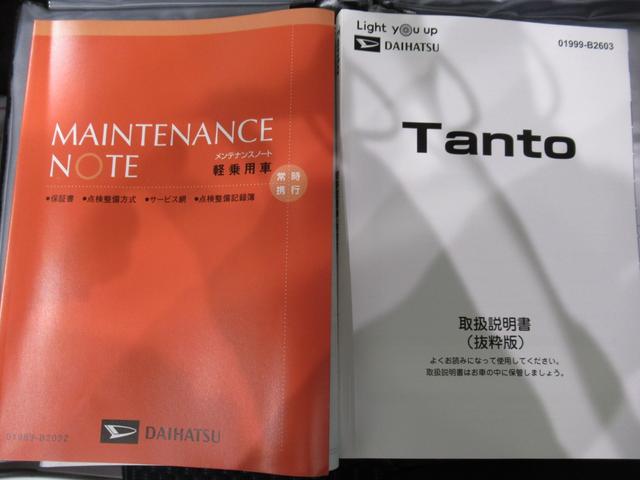 MAINTENANCE
NOTE
メンテナンスノート
軽乗用車
常時
携行
●保証書 ●点検整備方式 ●サービス網 ●点検整備記録簿
DAIHATSU
Light you up
DAIHATSU
01999-B2603
Tanto
取扱説明書
(抜粋版)
よくお読みになって使用してください。
取扱説明書はお車の中に保管しましょう。